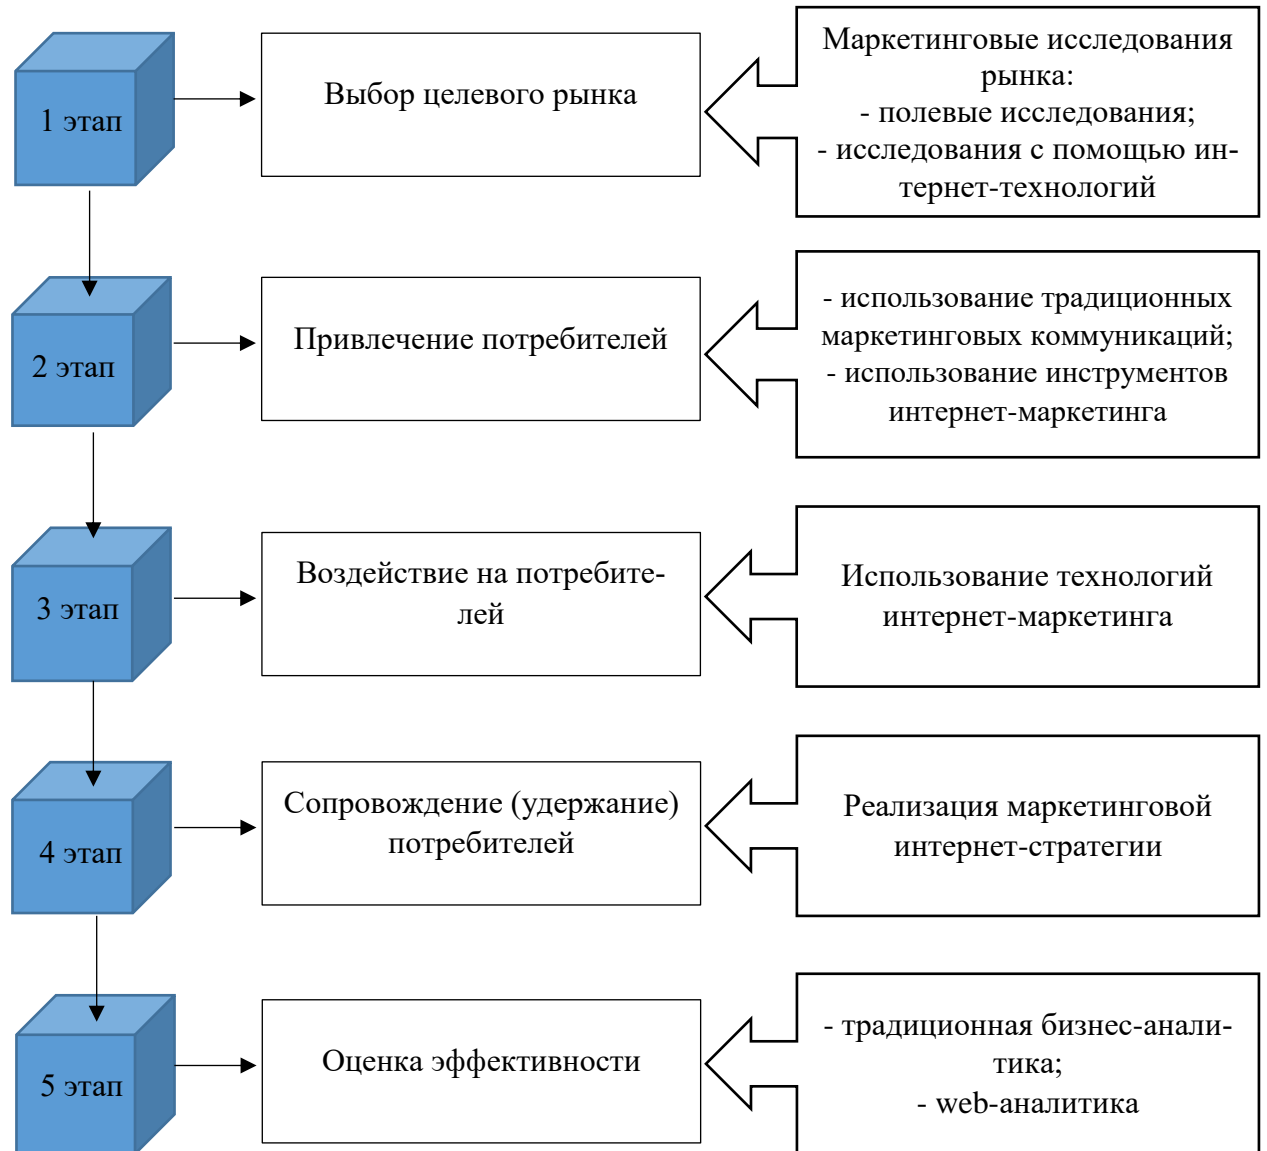 1 этап
Выбор целевого рынка
Маркетинговые исследования
рынка:
- полевые исследования;
- исследования с помощью ин-
тернет-технологий
2 этап
Привлечение потребителей
- использование традиционных
маркетинговых коммуникаций;
- использование инструментов
интернет-маркетинга
3 этап
Воздействие на потребите-
лей
Использование технологий
интернет-маркетинга
4 этап
Сопровождение (удержание)
потребителей
Реализация маркетинговой
интернет-стратегии
5 этап
Оценка эффективности
- традиционная бизнес-анали-
тика;
- web-аналитика